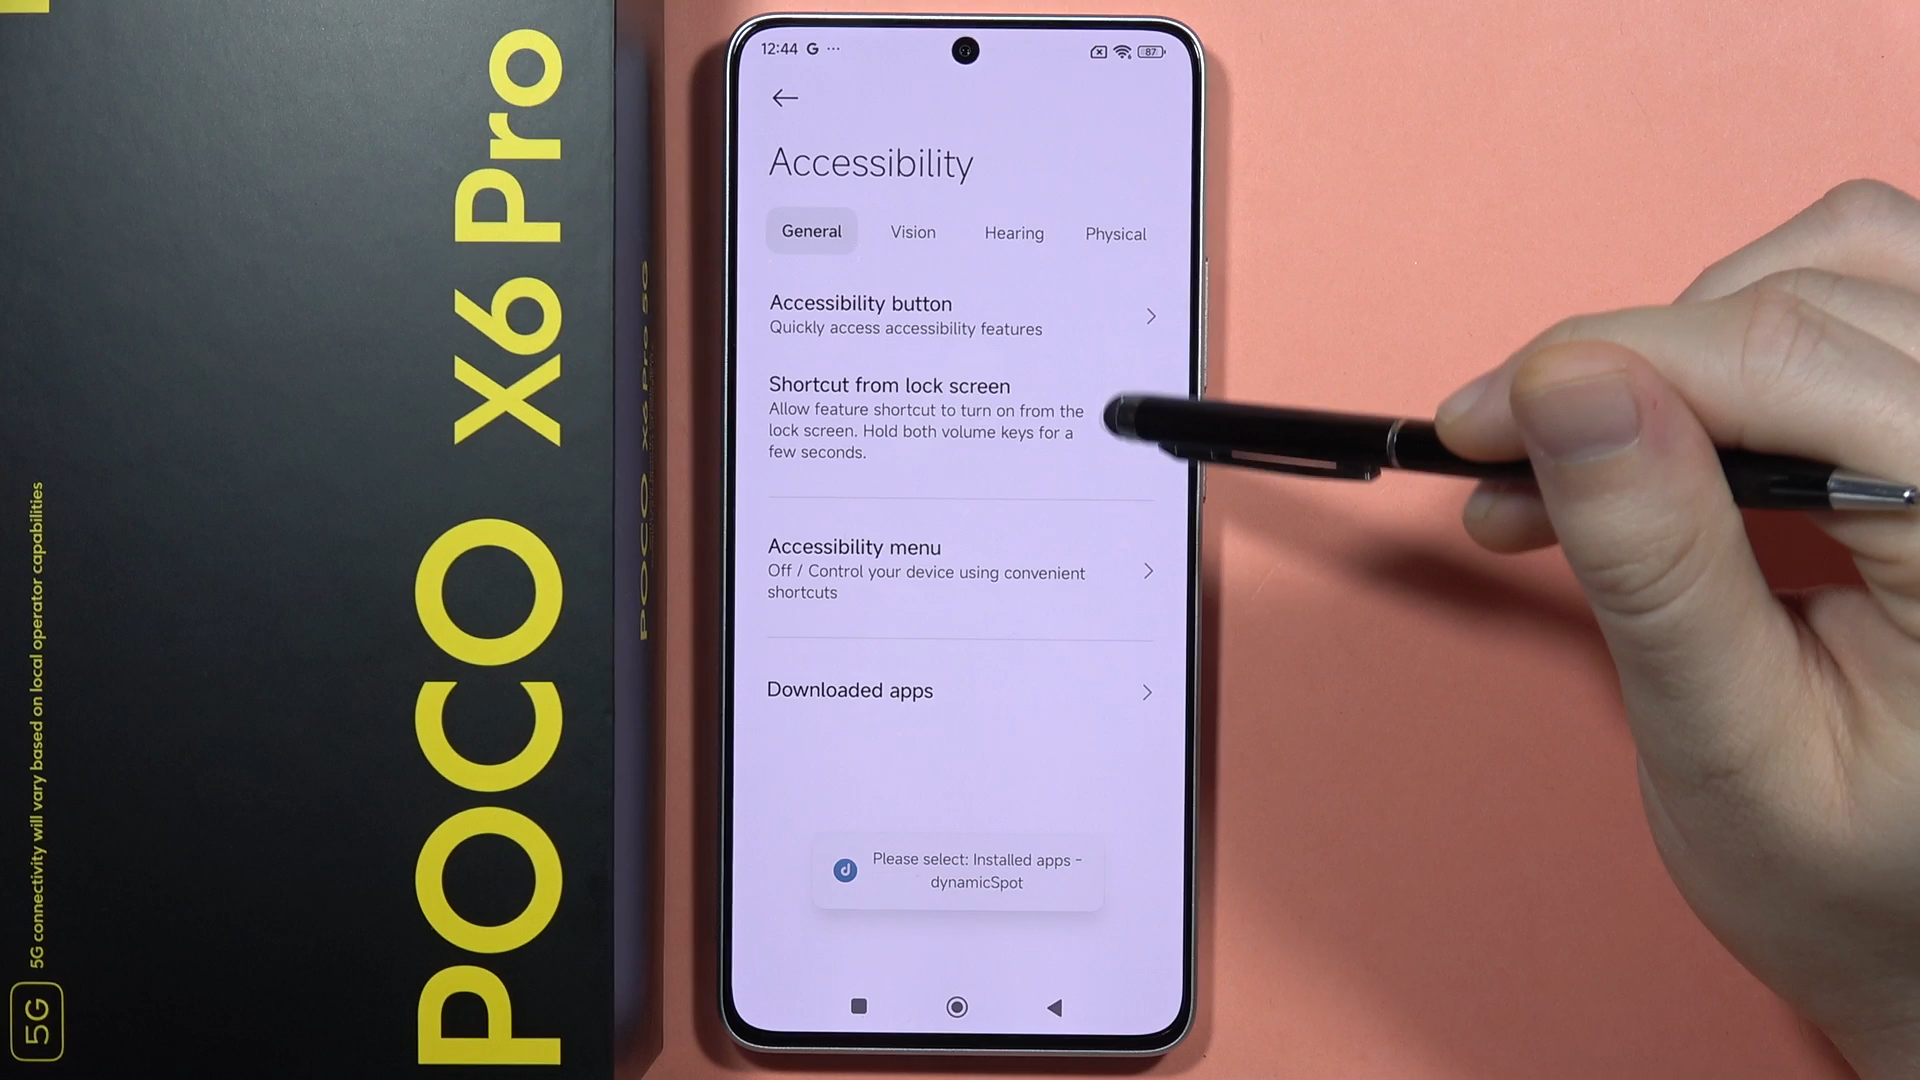 POCO X6 Pro
5G connectivity will vary based on local operator capabilities
5G
POCO X6 Pro 5G
12:44 G ···
87
Accessibility
General Vision Hearing Physical
Accessibility button
Quickly access accessibility features
Shortcut from lock screen
Allow feature shortcut to turn on from the
lock screen. Hold both volume keys for a
few seconds.
Accessibility menu
Off / Control your device using convenient
shortcuts
Downloaded apps
Please select: Installed apps -
dynamicSpot